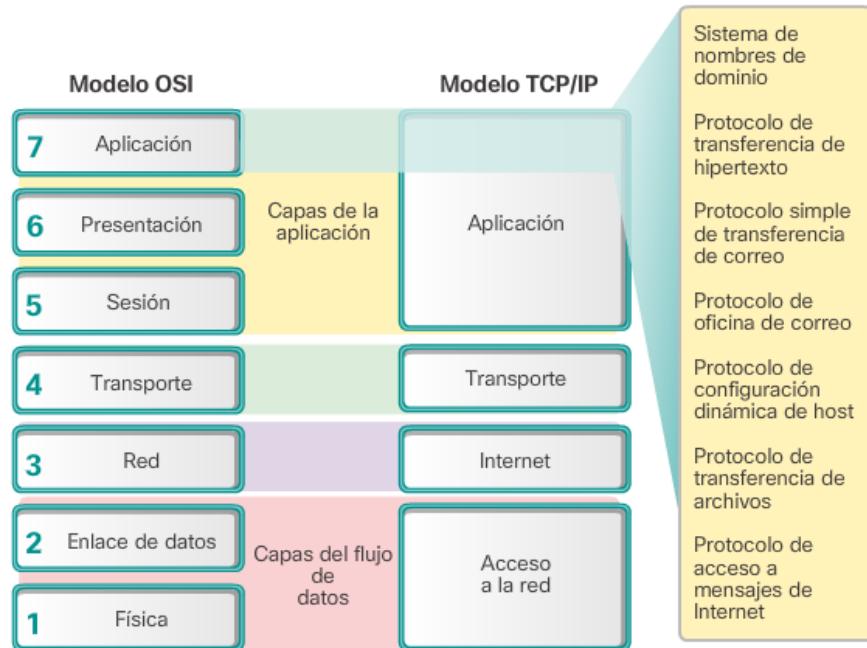 Modelo OSI
Modelo TCP/IP
7
Aplicación
6
Presentación
5
Sesión
4
Transporte
3
Red
2
Enlace de datos
1
Física
Capas de la
aplicación
Capas del flujo
de
datos
Aplicación
Transporte
Internet
Acceso
a la red
Sistema de
nombres de
dominio
Protocolo de
transferencia de
hipertexto
Protocolo simple
de transferencia
de correo
Protocolo de
oficina de correo
Protocolo de
configuración
dinámica de host
Protocolo de
transferencia de
archivos
Protocolo de
acceso a
mensajes de
Internet